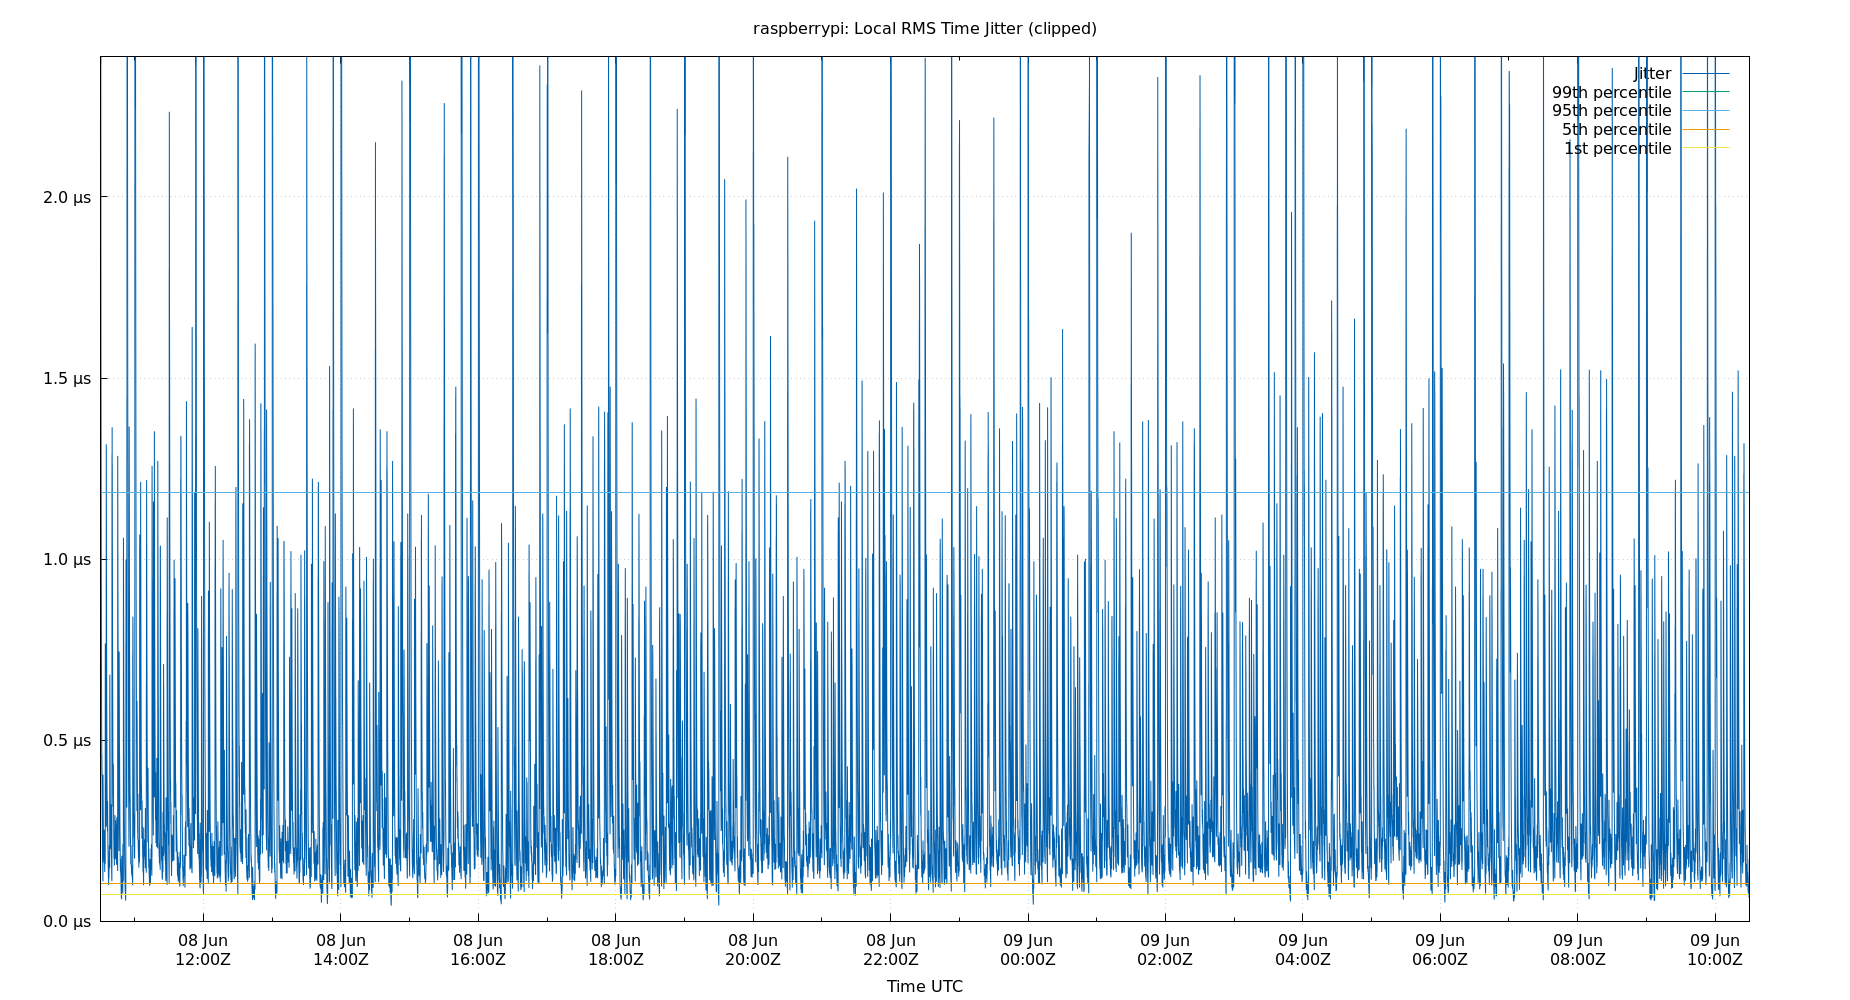 raspberrypi: Local RMS Time Jitter (clipped)
Jitter
99th percentile
95th percentile
5th percentile
1st percentile
2.0 μs
1.5 μs
1.0 μs
0.5 μs
0.0 μs
08 Jun 08 Jun 08 Jun 08 Jun 08 Jun 08 Jun 09 Jun 09 Jun 09 Jun 09 Jun 09 Jun 09 Jun
12:00Z 14:00Z 16:00Z 18:00Z 20:00Z 22:00Z 00:00Z 02:00Z 04:00Z 06:00Z 08:00Z 10:00Z
Time UTC